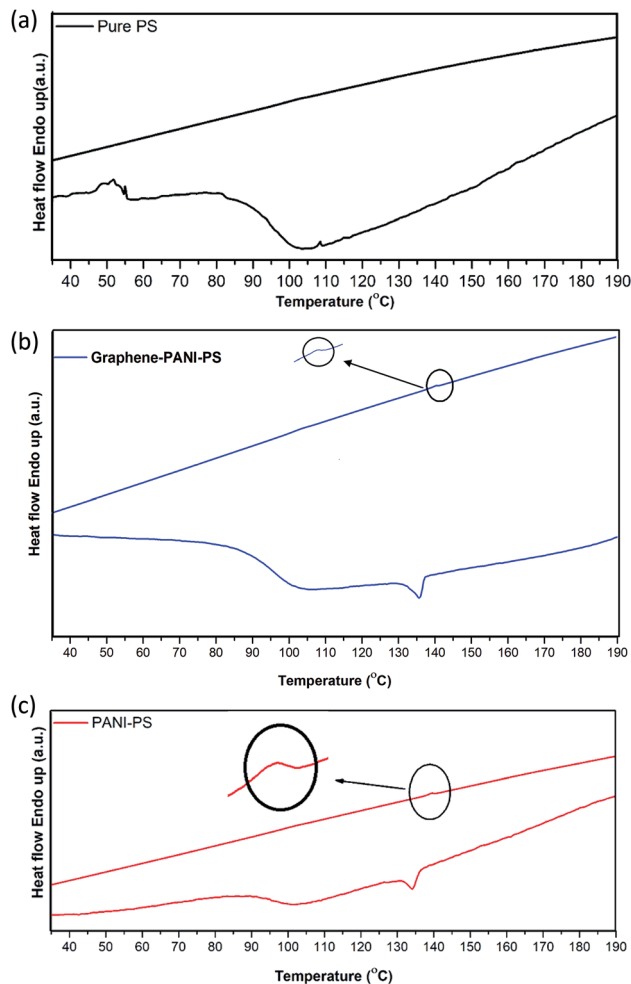 (a)
Pure PS
Heat flow Endo up(a.u.)
40 50 60 70 80 90 100 110 120 130 140 150 160 170 180 190
Temperature (°C)
(b)
Graphene-PANI-PS
Heat flow Endo up (a.u.)
40 50 60 70 80 90 100 110 120 130 140 150 160 170 180 190
Temperature (°C)
(c)
PANI-PS
Heat flow Endo up (a.u.)
40 50 60 70 80 90 100 110 120 130 140 150 160 170 180 190
Temperature (°C)